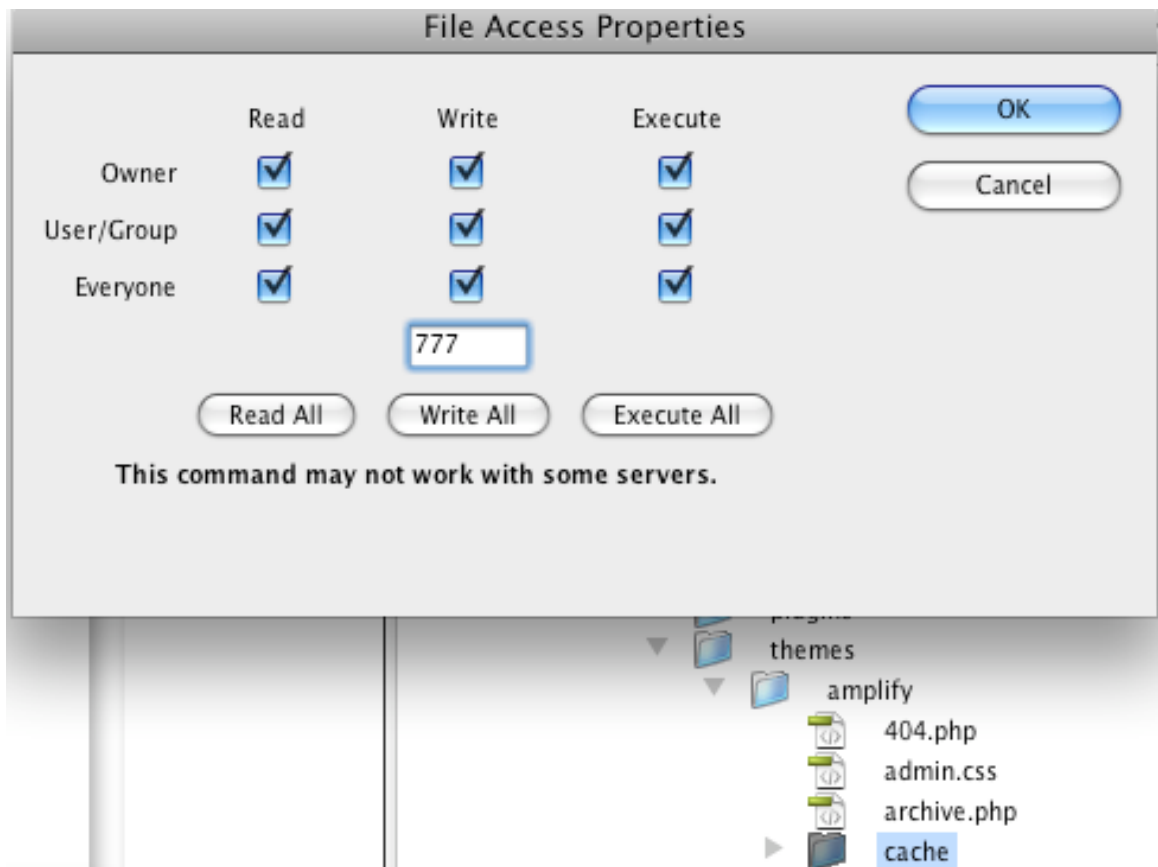 File Access Properties
Read Write Execute
OK
Owner
Cancel
User/Group
Everyone
777
Read All Write All Execute All
This command may not work with some servers.
plugins
themes
amplify
404.php
admin.css
archive.php
cache